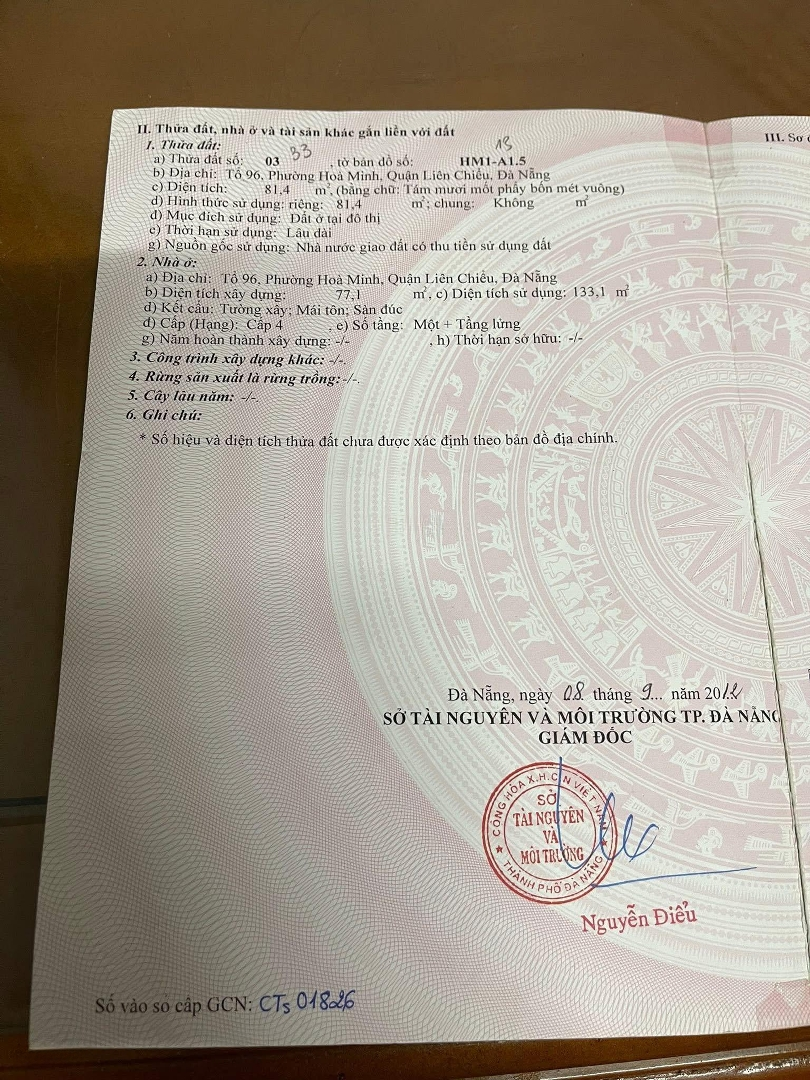 II. Thửa đất, nhà ở và tài sản khác gắn liền với đất
III. Sơ
1. Thửa đất:
33 13
a) Thửa đất số: 03 , tờ bản đồ số: HM1-A1.5
b) Địa chỉ: Tổ 96, Phường Hoà Minh, Quận Liên Chiểu, Đà Nẵng
c) Diện tích: 81,4 m², (bằng chữ: Tám mươi mốt phẩy bốn mét vuông)
d) Hình thức sử dụng: riêng: 81,4 m²; chung: Không m²
đ) Mục đích sử dụng: Đất ở tại đô thị
e) Thời hạn sử dụng: Lâu dài
g) Nguồn gốc sử dụng: Nhà nước giao đất có thu tiền sử dụng đất
2. Nhà ở:
a) Địa chỉ: Tổ 96, Phường Hoà Minh, Quận Liên Chiểu, Đà Nẵng
b) Diện tích xây dựng: 77,1 m², c) Diện tích sử dụng: 133,1 m²
d) Kết cấu: Tường xây; Mái tôn; Sàn đúc
đ) Cấp (Hạng): Cấp 4 , e) Số tầng: Một + Tầng lửng
g) Năm hoàn thành xây dựng: -/- , h) Thời hạn sở hữu: -/-
3. Công trình xây dựng khác: -/-.
4. Rừng sản xuất là rừng trồng: -/-.
5. Cây lâu năm: -/-.
6. Ghi chú:
* Số hiệu và diện tích thửa đất chưa được xác định theo bản đồ địa chính.
Đà Nẵng, ngày 08 tháng 9... năm 2012
SỞ TÀI NGUYÊN VÀ MÔI TRƯỜNG TP. ĐÀ NẴNG
GIÁM ĐỐC
CỘNG HÒA X.H.C.N VIỆT NAM
SỞ
TÀI NGUYÊN
VÀ
MÔI TRƯỜNG
THÀNH PHỐ ĐÀ NẴNG
Nguyễn Điểu
Số vào sổ cấp GCN: CTs 01826